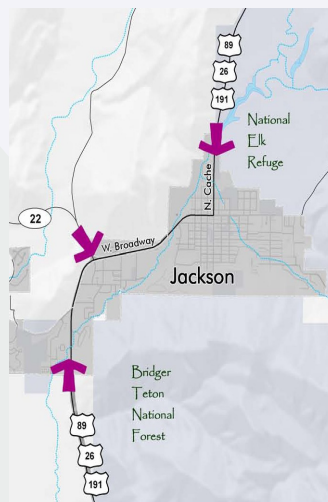 89
26
191
National
Elk
Refuge
N. Cache
22
W. Broadway
Jackson
Bridger
Teton
National
Forest
89
26
191